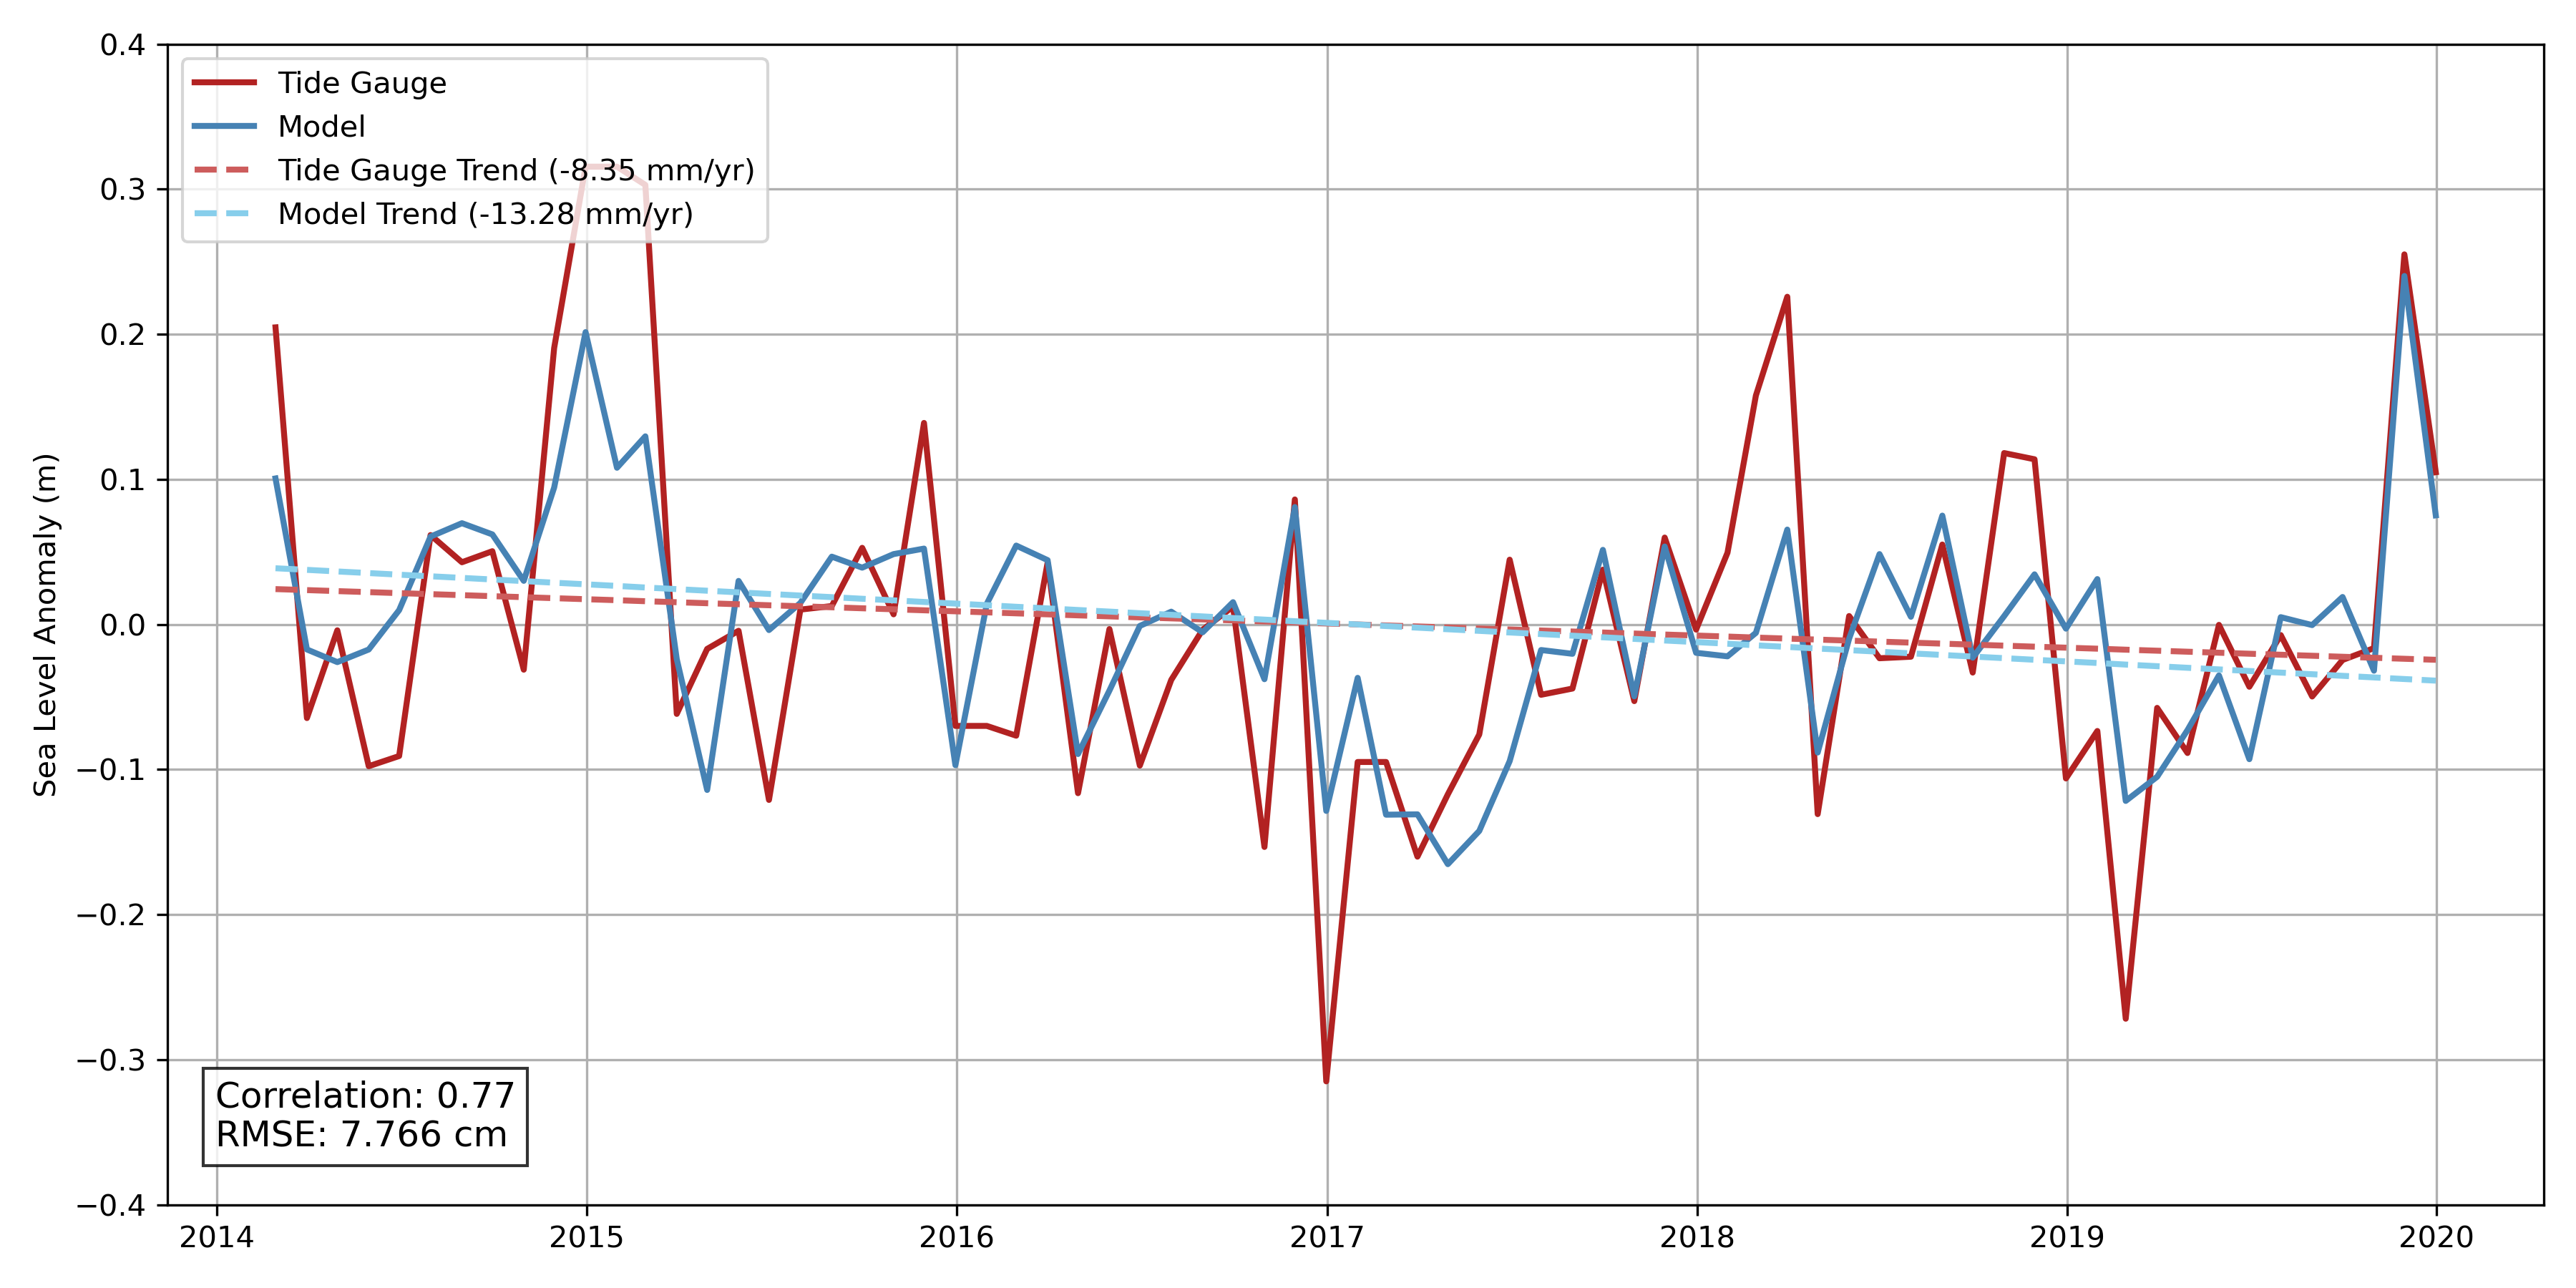 0.4
0.3
0.2
0.1
0.0
−0.1
−0.2
−0.3
−0.4
Sea Level Anomaly (m)
Tide Gauge
Model
Tide Gauge Trend (-8.35 mm/yr)
Model Trend (-13.28 mm/yr)
Correlation: 0.77
RMSE: 7.766 cm
2014 2015 2016 2017 2018 2019 2020